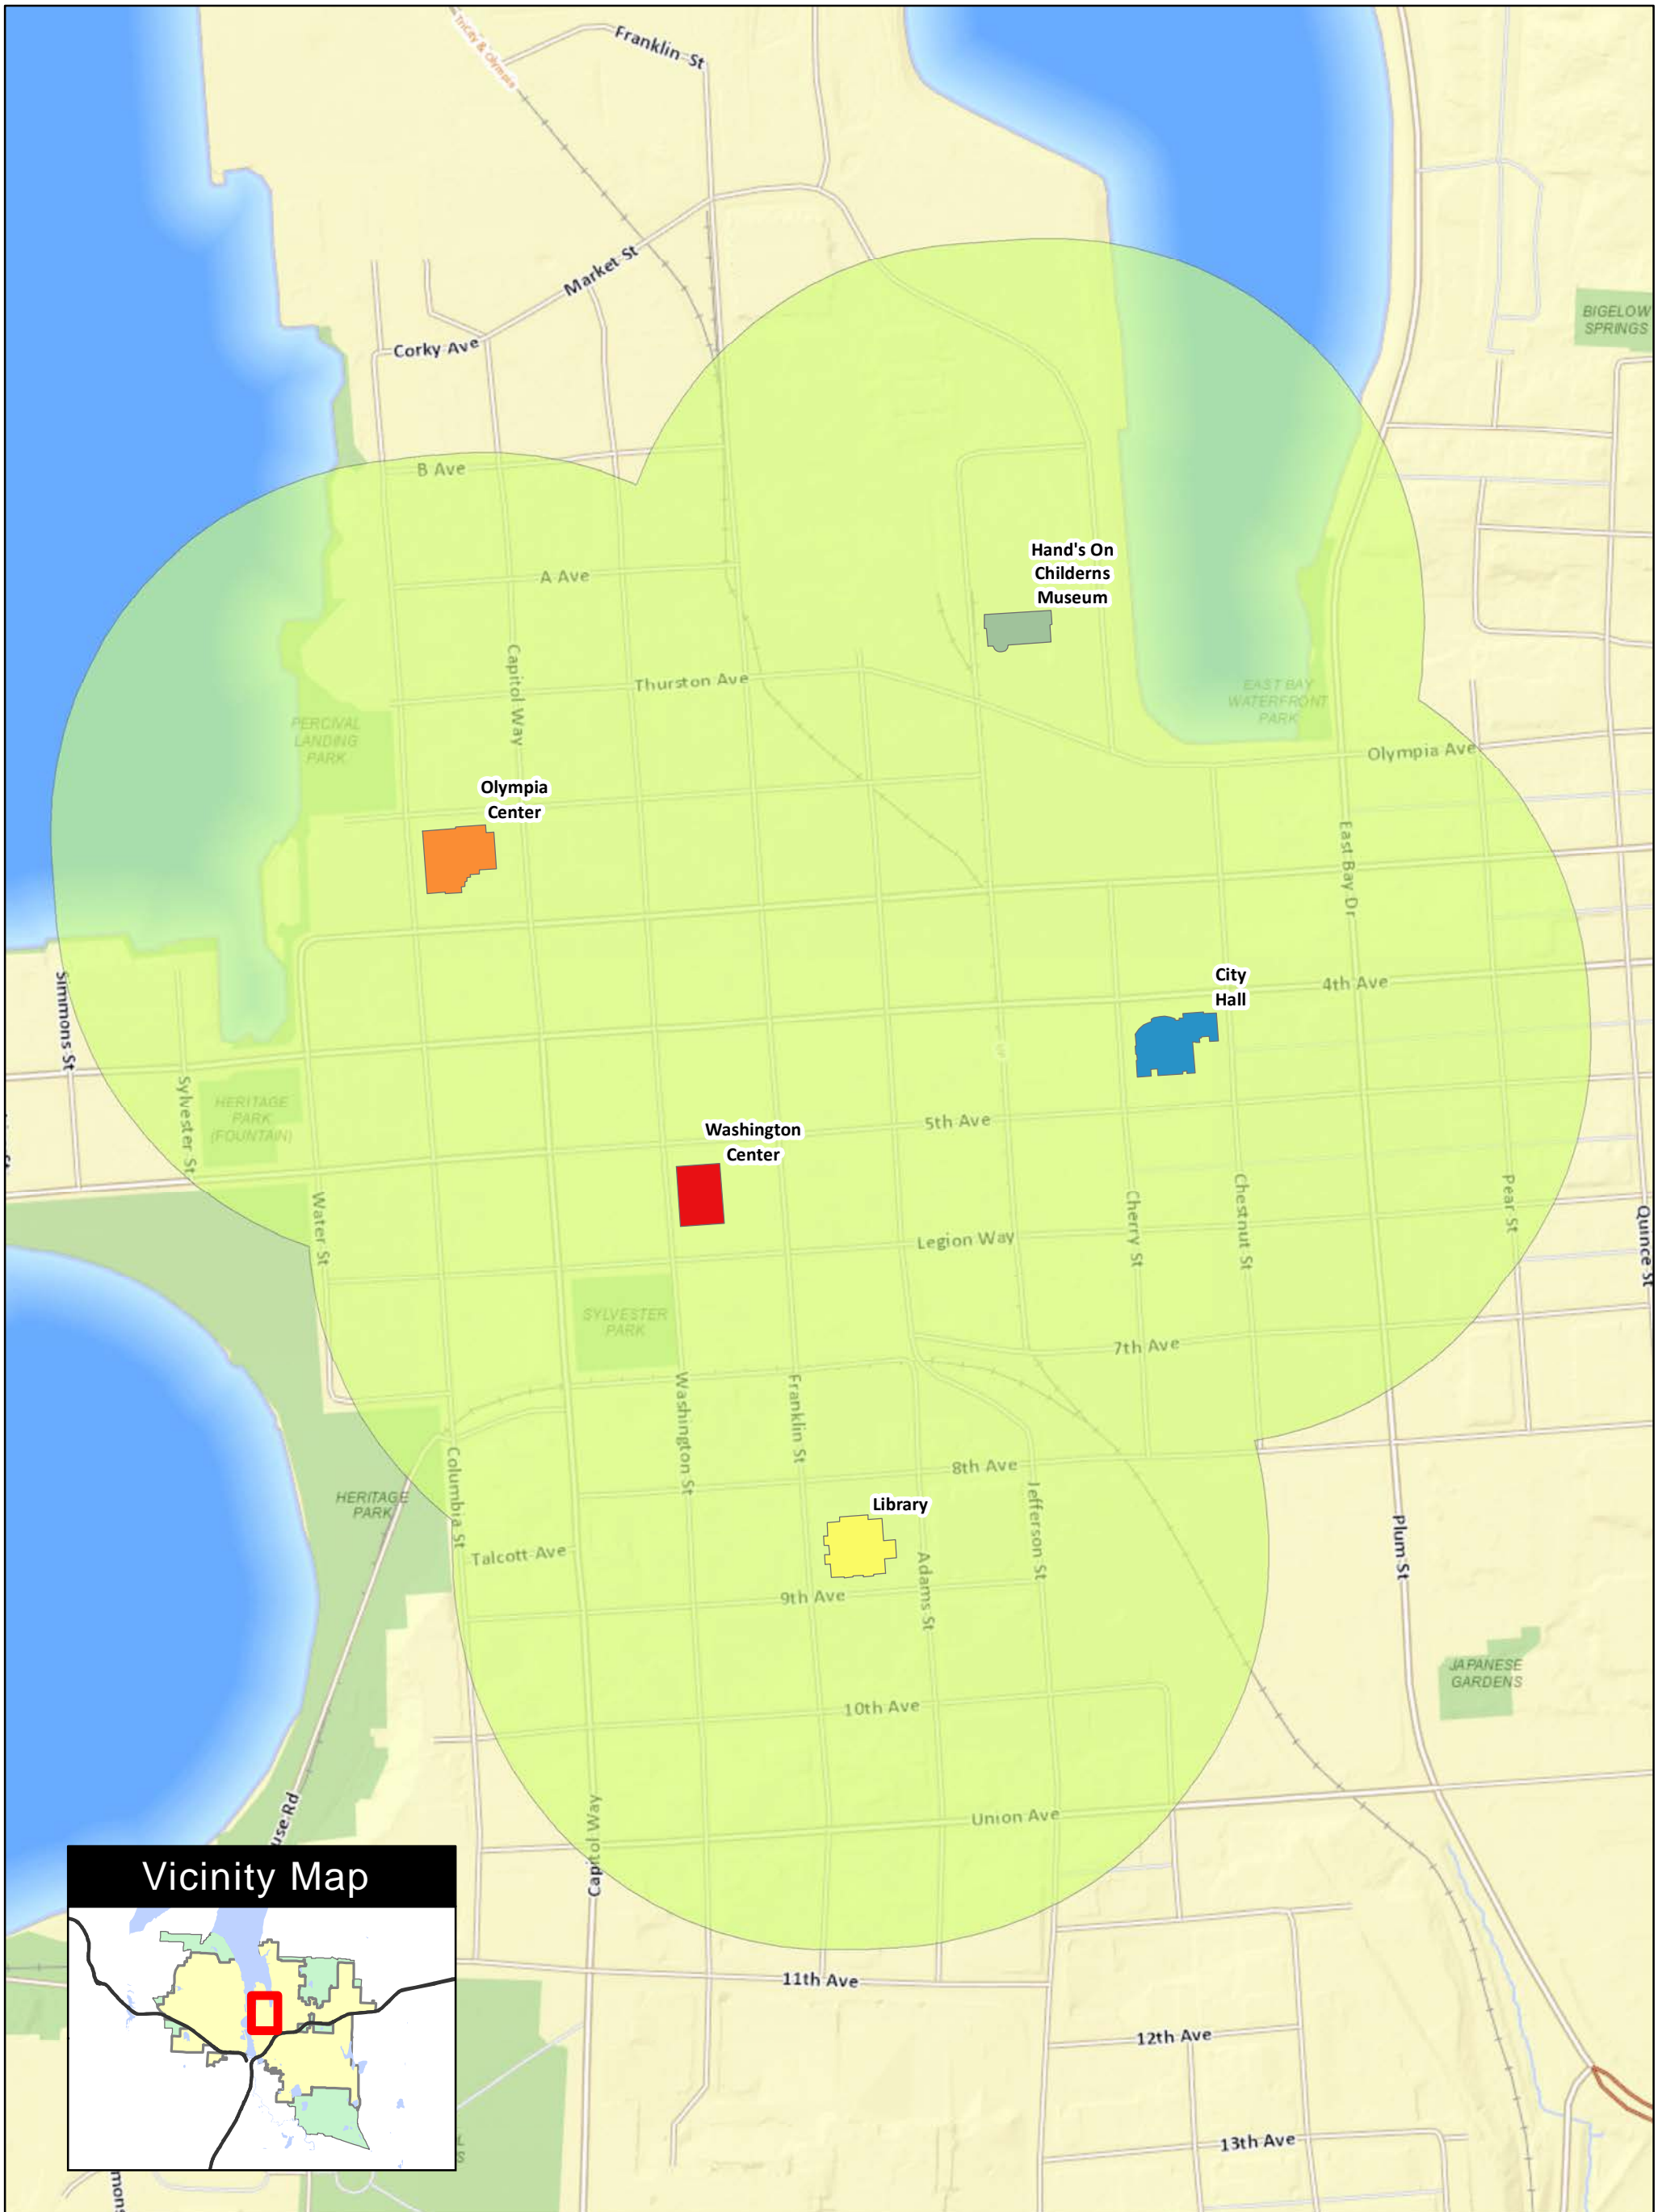 Franklin St
TriCity & Olympia
Market St
Corky Ave
BIGELOW
SPRINGS
B Ave
A Ave
Hand's On
Childerns
Museum
Capitol Way
Thurston Ave
EAST BAY
WATERFRONT
PARK
PERCIVAL
LANDING
PARK
Olympia Ave
Olympia
Center
East Bay Dr
City
Hall
4th Ave
Simmons St
Sylvester St
HERITAGE
PARK
(FOUNTAIN)
5th Ave
Washington
Center
Water St
Legion Way
Cherry St
Chestnut St
Pear St
Quince St
SYLVESTER
PARK
7th Ave
Washington St
Franklin St
Columbia St
8th Ave
HERITAGE
PARK
Library
Jefferson St
Plum St
Talcott Ave
Adams St
9th Ave
JAPANESE
GARDENS
10th Ave
Union Ave
Capitol Way
use Rd
Vicinity Map
11th Ave
12th Ave
13th Ave
mons